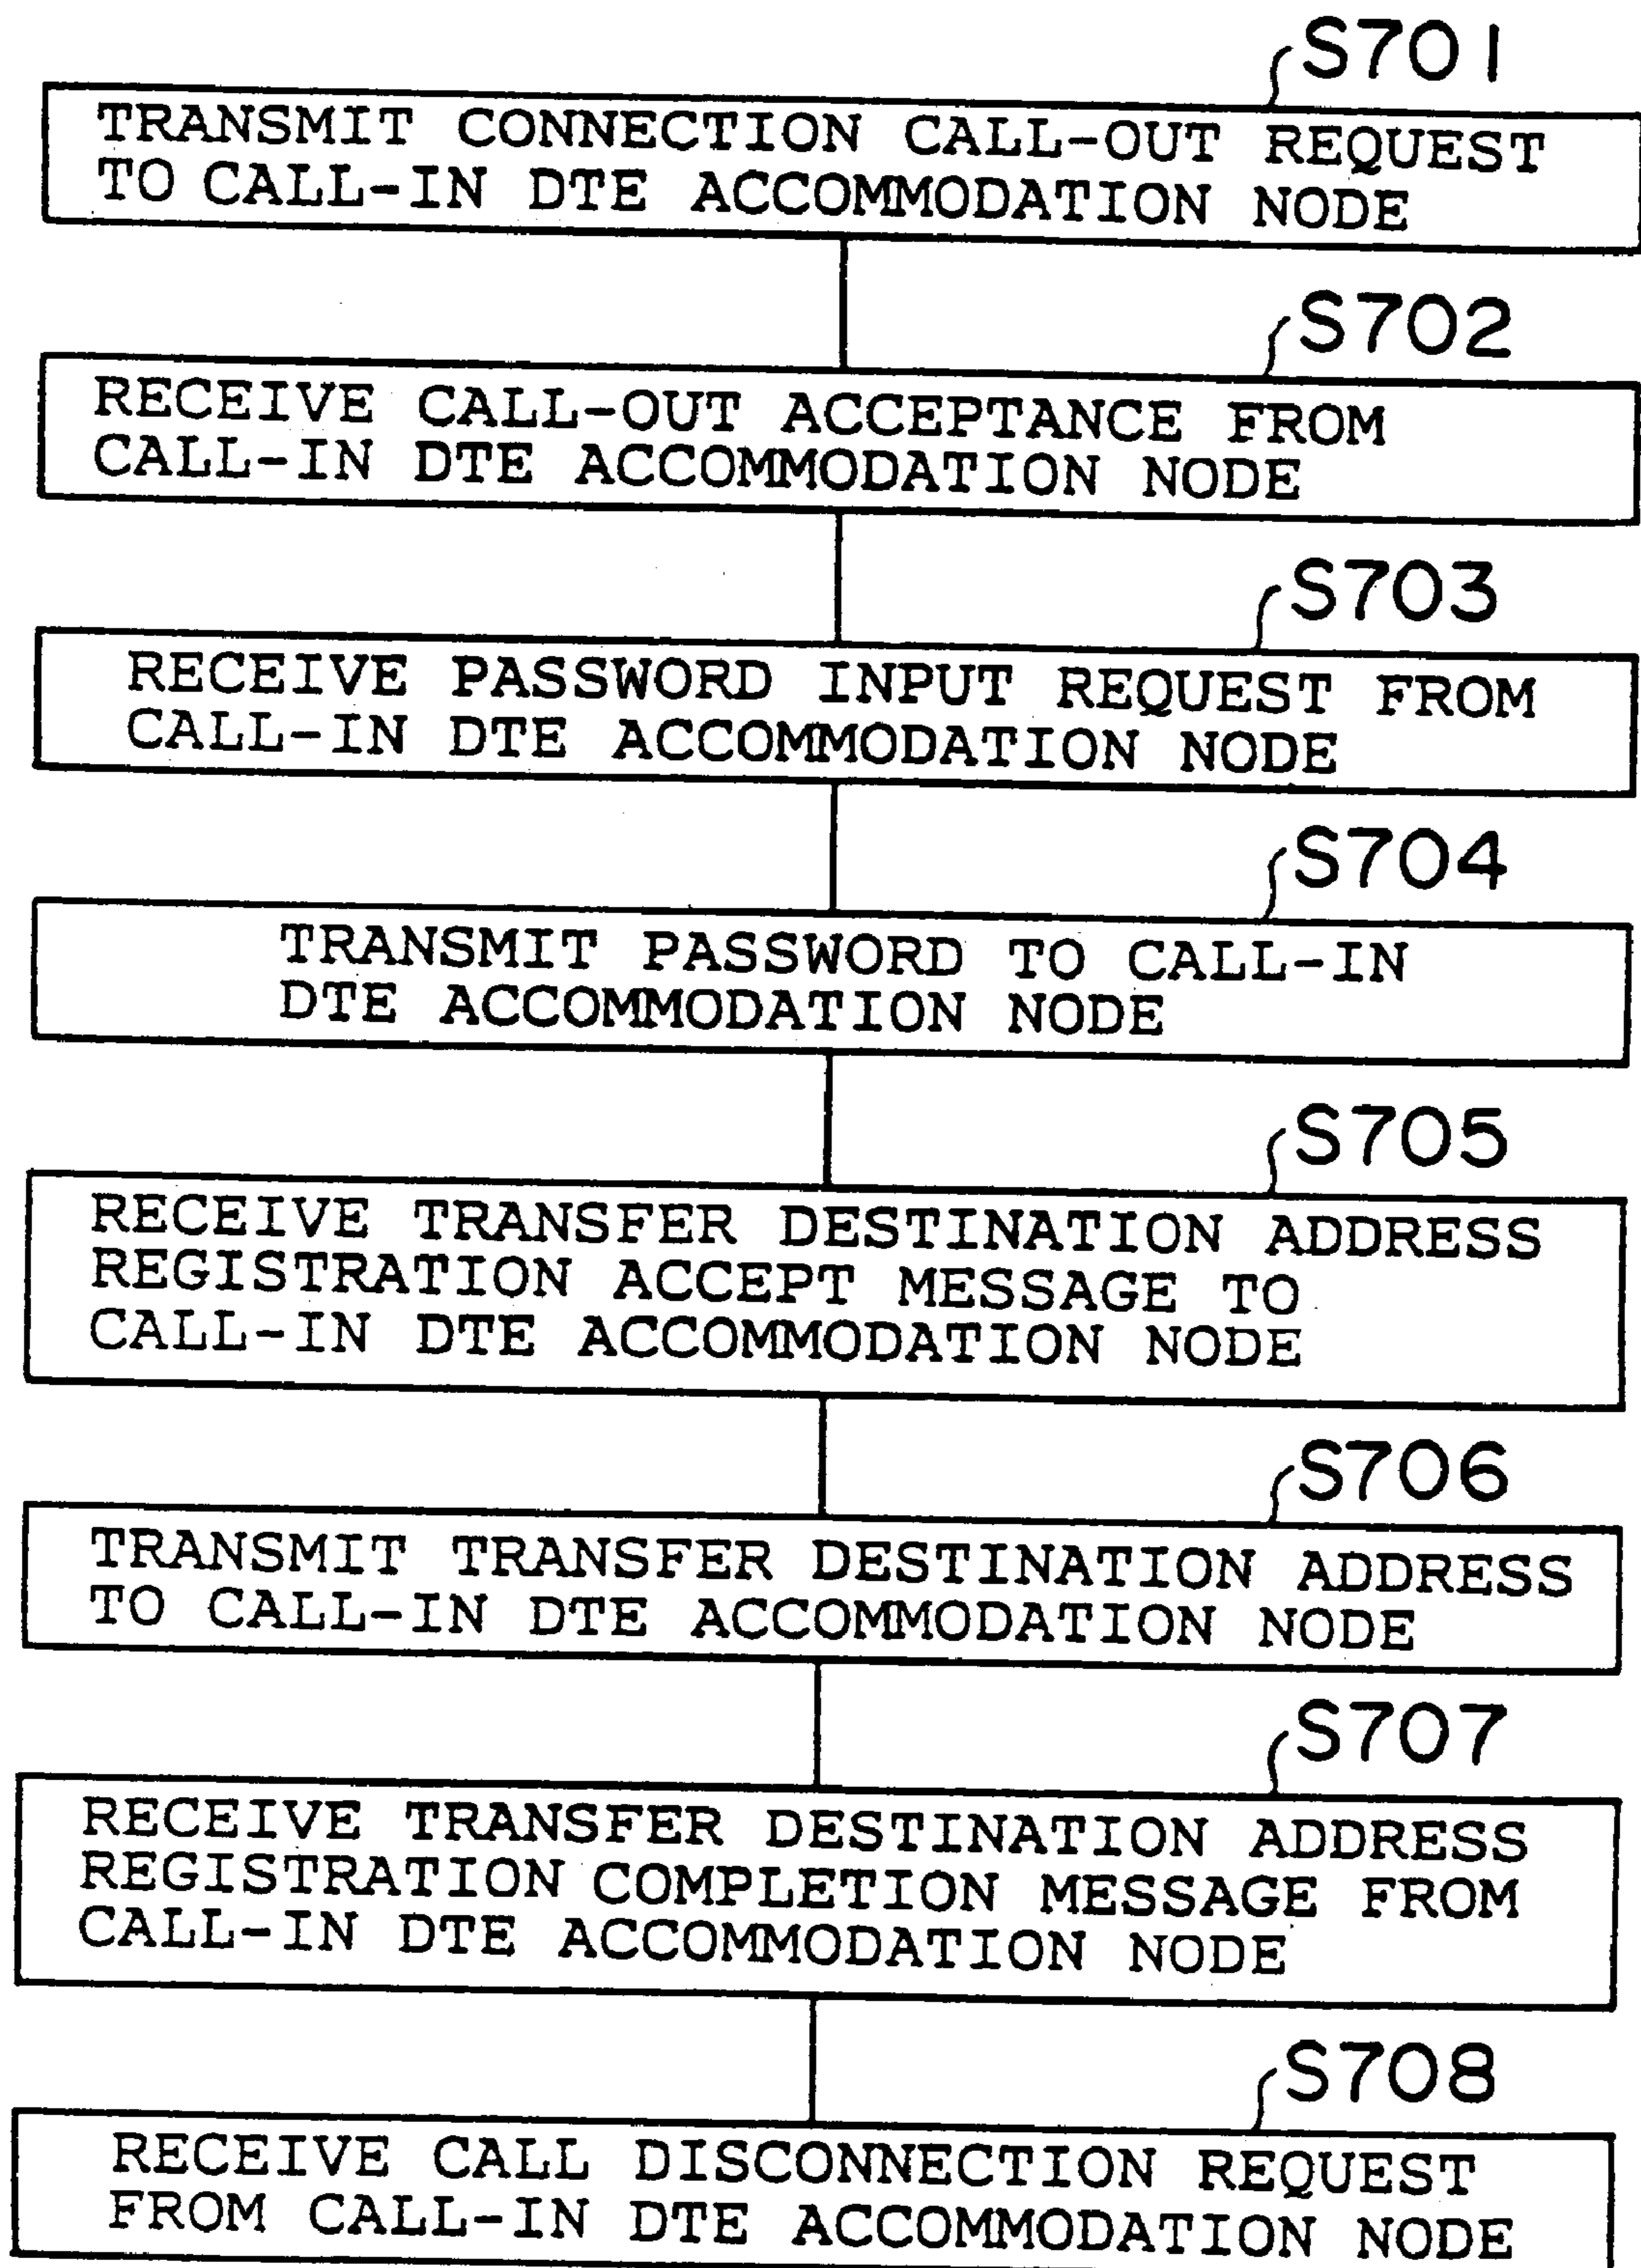 S701
TRANSMIT CONNECTION CALL-OUT REQUEST
TO CALL-IN DTE ACCOMMODATION NODE
S702
RECEIVE CALL-OUT ACCEPTANCE FROM
CALL-IN DTE ACCOMMODATION NODE
S703
RECEIVE PASSWORD INPUT REQUEST FROM
CALL-IN DTE ACCOMMODATION NODE
S704
TRANSMIT PASSWORD TO CALL-IN
DTE ACCOMMODATION NODE
S705
RECEIVE TRANSFER DESTINATION ADDRESS
REGISTRATION ACCEPT MESSAGE TO
CALL-IN DTE ACCOMMODATION NODE
S706
TRANSMIT TRANSFER DESTINATION ADDRESS
TO CALL-IN DTE ACCOMMODATION NODE
S707
RECEIVE TRANSFER DESTINATION ADDRESS
REGISTRATION COMPLETION MESSAGE FROM
CALL-IN DTE ACCOMMODATION NODE
S708
RECEIVE CALL DISCONNECTION REQUEST
FROM CALL-IN DTE ACCOMMODATION NODE